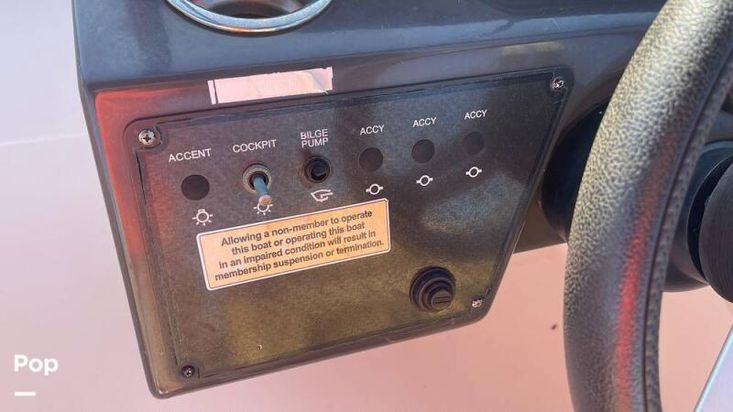 ACCENT
COCKPIT
BILGE
PUMP
ACCY
ACCY
ACCY
Allowing a non-member to operate
this boat or operating this boat
in an impaired condition will result in
membership suspension or termination.
Pop